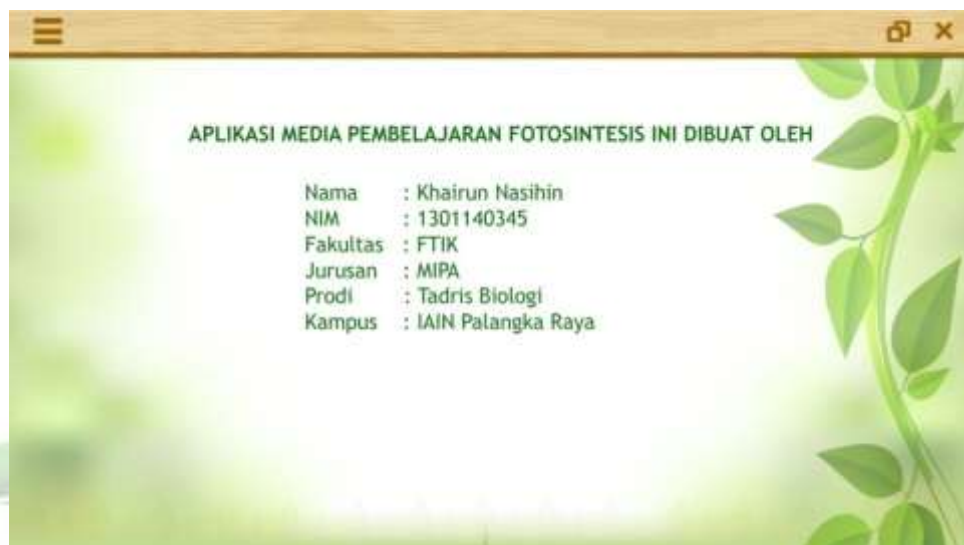 APLIKASI MEDIA PEMBELAJARAN FOTOSINTESIS INI DIBUAT OLEH
Nama : Khairun Nasihin
NIM : 1301140345
Fakultas : FTIK
Jurusan : MIPA
Prodi : Tadris Biologi
Kampus : IAIN Palangka Raya